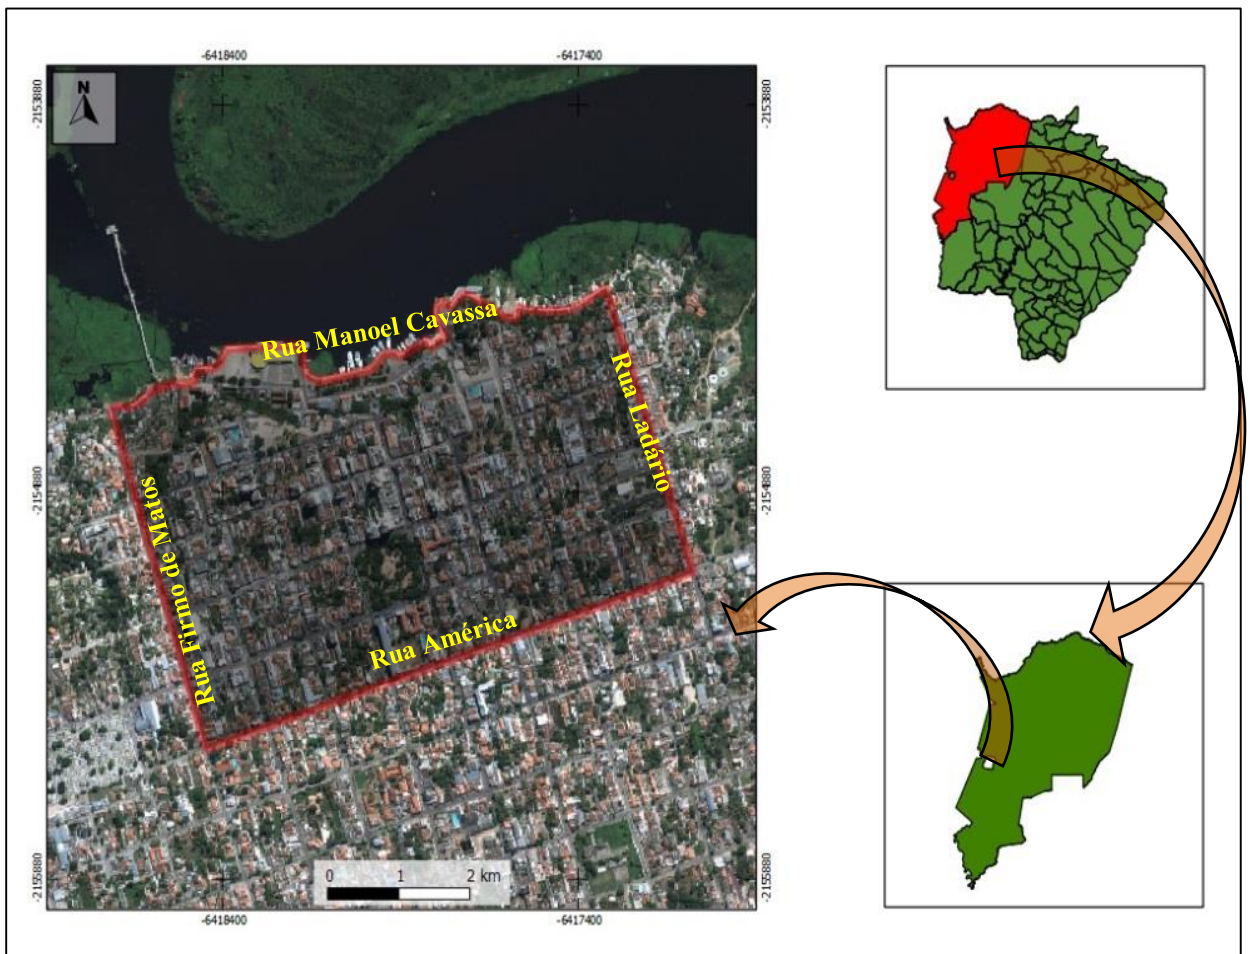 -6418400
-6417400
N
-2153880
-2153880
Rua Manoel Cavassa
Rua Ladário
-2154880
-2154880
Rua Firmo de Matos
Rua América
0 1 2 km
-2155880
-2155880
-6418400
-6417400